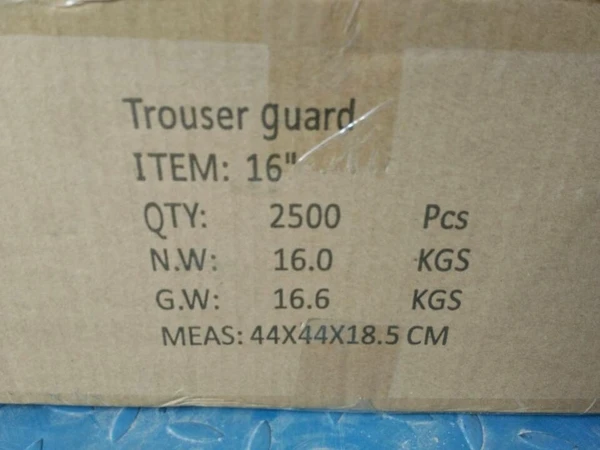 Trouser guard
ITEM: 16"
QTY: 2500 Pcs
N.W: 16.0 KGS
G.W: 16.6 KGS
MEAS: 44X44X18.5 CM